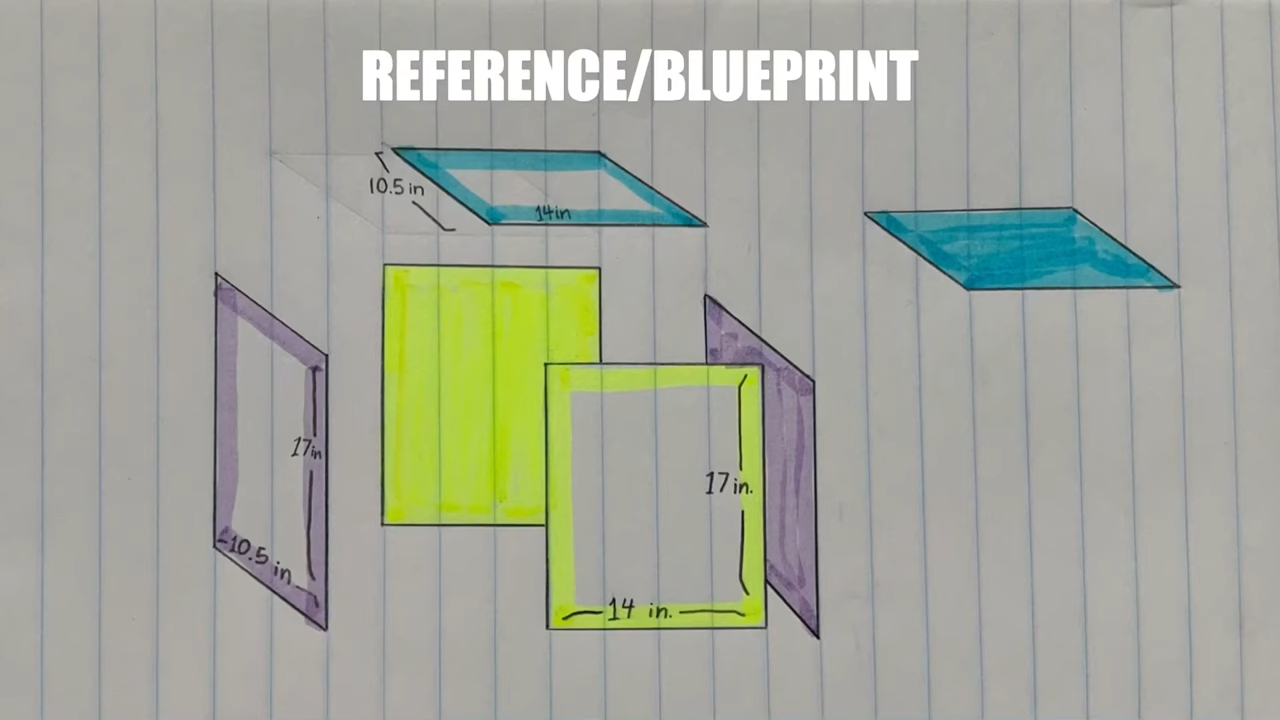 REFERENCE/BLUEPRINT
10.5 in
14in
17in
10.5 in
17 in.
14 in.